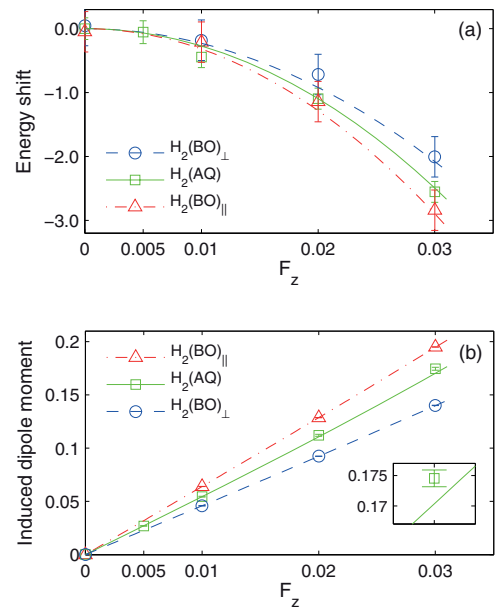 0.0
-1.0
-2.0
-3.0
Energy shift
(a)
H₂(BO)⊥
H₂(AQ)
H₂(BO)||
0 0.005 0.01 0.02 0.03
F_z
0.2
0.15
0.1
0.05
0
Induced dipole moment
(b)
H₂(BO)||
H₂(AQ)
H₂(BO)⊥
0.175
0.17
0 0.005 0.01 0.02 0.03
F_z